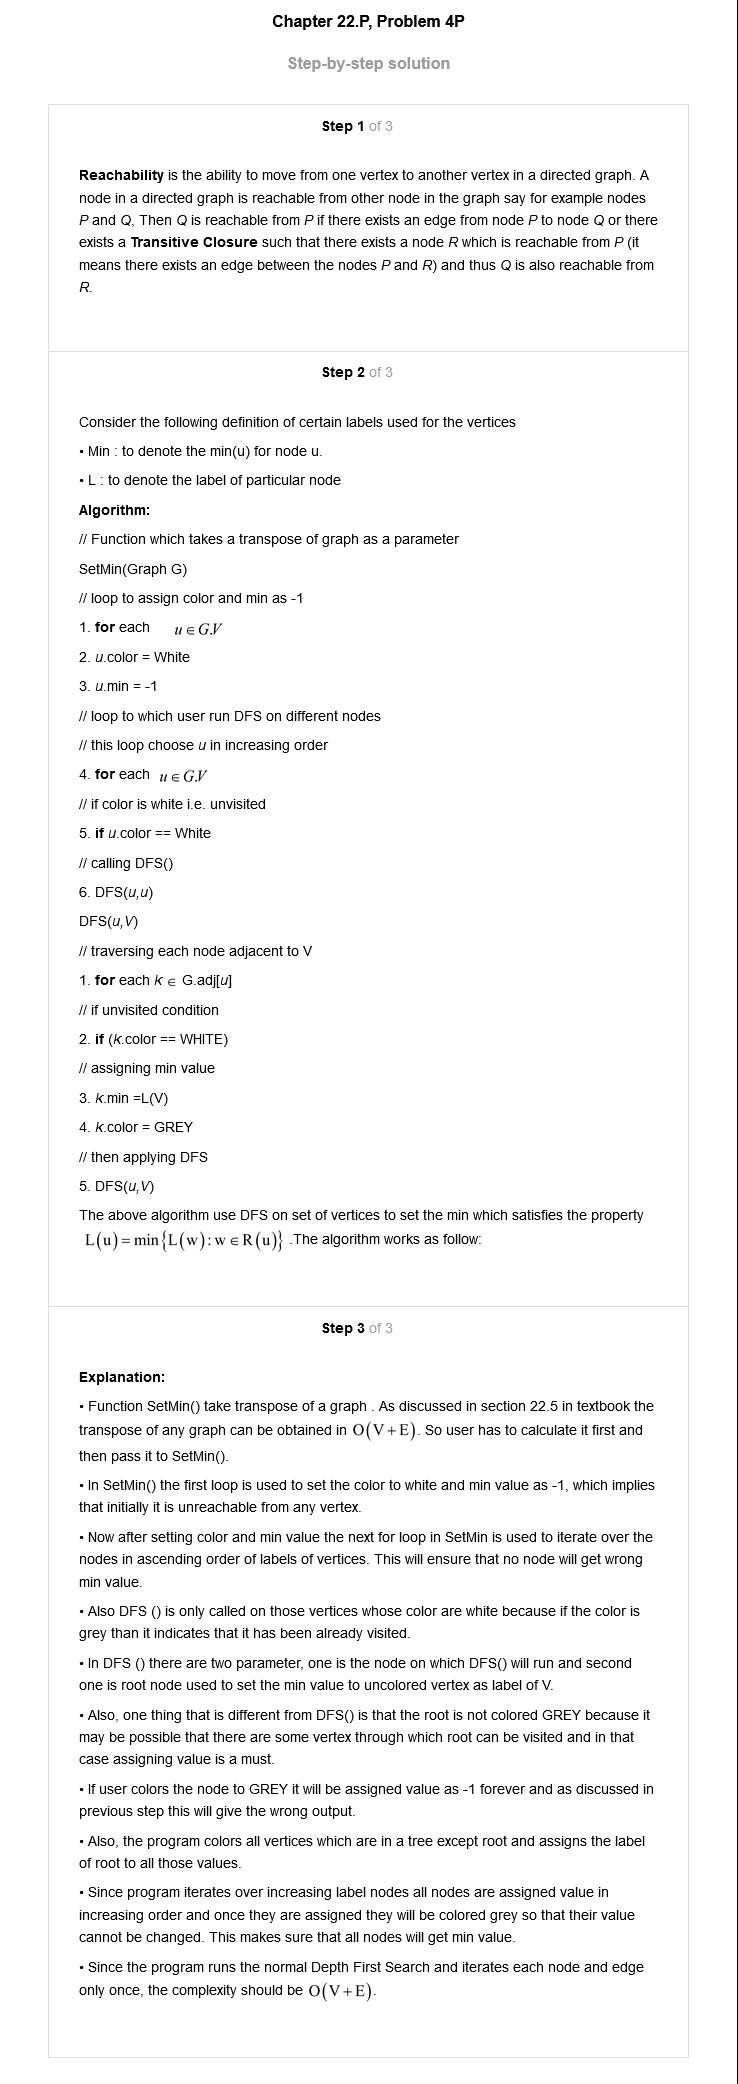 Chapter 22.P, Problem 4P
Step-by-step solution
Step 1 of 3
Reachability is the ability to move from one vertex to another vertex in a directed graph. A
node in a directed graph is reachable from other node in the graph say for example nodes
P and Q, Then Q is reachable from P if there exists an edge from node P to node Q or there
exists a Transitive Closure such that there exists a node R which is reachable from P (it
means there exists an edge between the nodes P and R) and thus Q is also reachable from
R.
Step 2 of 3
Consider the following definition of certain labels used for the vertices
• Min : to denote the min(u) for node u.
• L : to denote the label of particular node
Algorithm:
// Function which takes a transpose of graph as a parameter
SetMin(Graph G)
// loop to assign color and min as -1
1. for each u ∈ G.V
2. u.color = White
3. u.min = -1
// loop to which user run DFS on different nodes
// this loop choose u in increasing order
4. for each u ∈ G.V
// if color is white i.e. unvisited
5. if u.color == White
// calling DFS()
6. DFS(u,u)
DFS(u,V)
// traversing each node adjacent to V
1. for each k ∈ G.adj[u]
// if unvisited condition
2. if (k.color == WHITE)
// assigning min value
3. k.min =L(V)
4. k.color = GREY
// then applying DFS
5. DFS(u,V)
The above algorithm use DFS on set of vertices to set the min which satisfies the property
L(u) = min{L(w) : w ∈ R(u)} .The algorithm works as follow:
Step 3 of 3
Explanation:
• Function SetMin() take transpose of a graph . As discussed in section 22.5 in textbook the
transpose of any graph can be obtained in O(V+E). So user has to calculate it first and
then pass it to SetMin().
• In SetMin() the first loop is used to set the color to white and min value as -1, which implies
that initially it is unreachable from any vertex.
• Now after setting color and min value the next for loop in SetMin is used to iterate over the
nodes in ascending order of labels of vertices. This will ensure that no node will get wrong
min value.
• Also DFS () is only called on those vertices whose color are white because if the color is
grey than it indicates that it has been already visited.
• In DFS () there are two parameter, one is the node on which DFS() will run and second
one is root node used to set the min value to uncolored vertex as label of V.
• Also, one thing that is different from DFS() is that the root is not colored GREY because it
may be possible that there are some vertex through which root can be visited and in that
case assigning value is a must.
• If user colors the node to GREY it will be assigned value as -1 forever and as discussed in
previous step this will give the wrong output.
• Also, the program colors all vertices which are in a tree except root and assigns the label
of root to all those values.
• Since program iterates over increasing label nodes all nodes are assigned value in
increasing order and once they are assigned they will be colored grey so that their value
cannot be changed. This makes sure that all nodes will get min value.
• Since the program runs the normal Depth First Search and iterates each node and edge
only once, the complexity should be O(V+E).